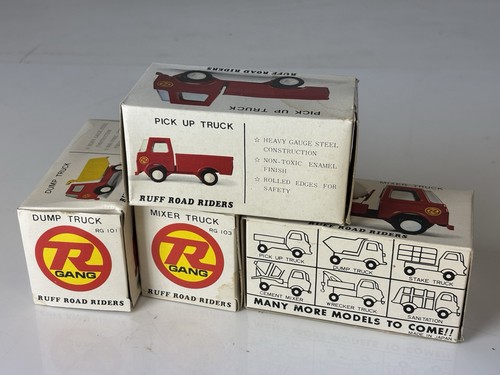 RUFF ROAD RIDERS
PICK UP TRUCK
PICK UP TRUCK
☆ HEAVY GAUGE STEEL
CONSTRUCTION
☆ NON-TOXIC ENAMEL
FINISH
☆ ROLLED EDGES FOR
SAFETY
RUFF ROAD RIDERS
DUMP TRUCK
DUMP TRUCK
RG 101
R
GANG
RUFF ROAD RIDERS
MIXER TRUCK
RG 103
R
GANG
RUFF ROAD RIDERS
PICK UP TRUCK
DUMP TRUCK
STAKE TRUCK
CEMENT MIXER
WRECKER TRUCK
SANITATION
MANY MORE MODELS TO COME!!
MADE IN JAPAN